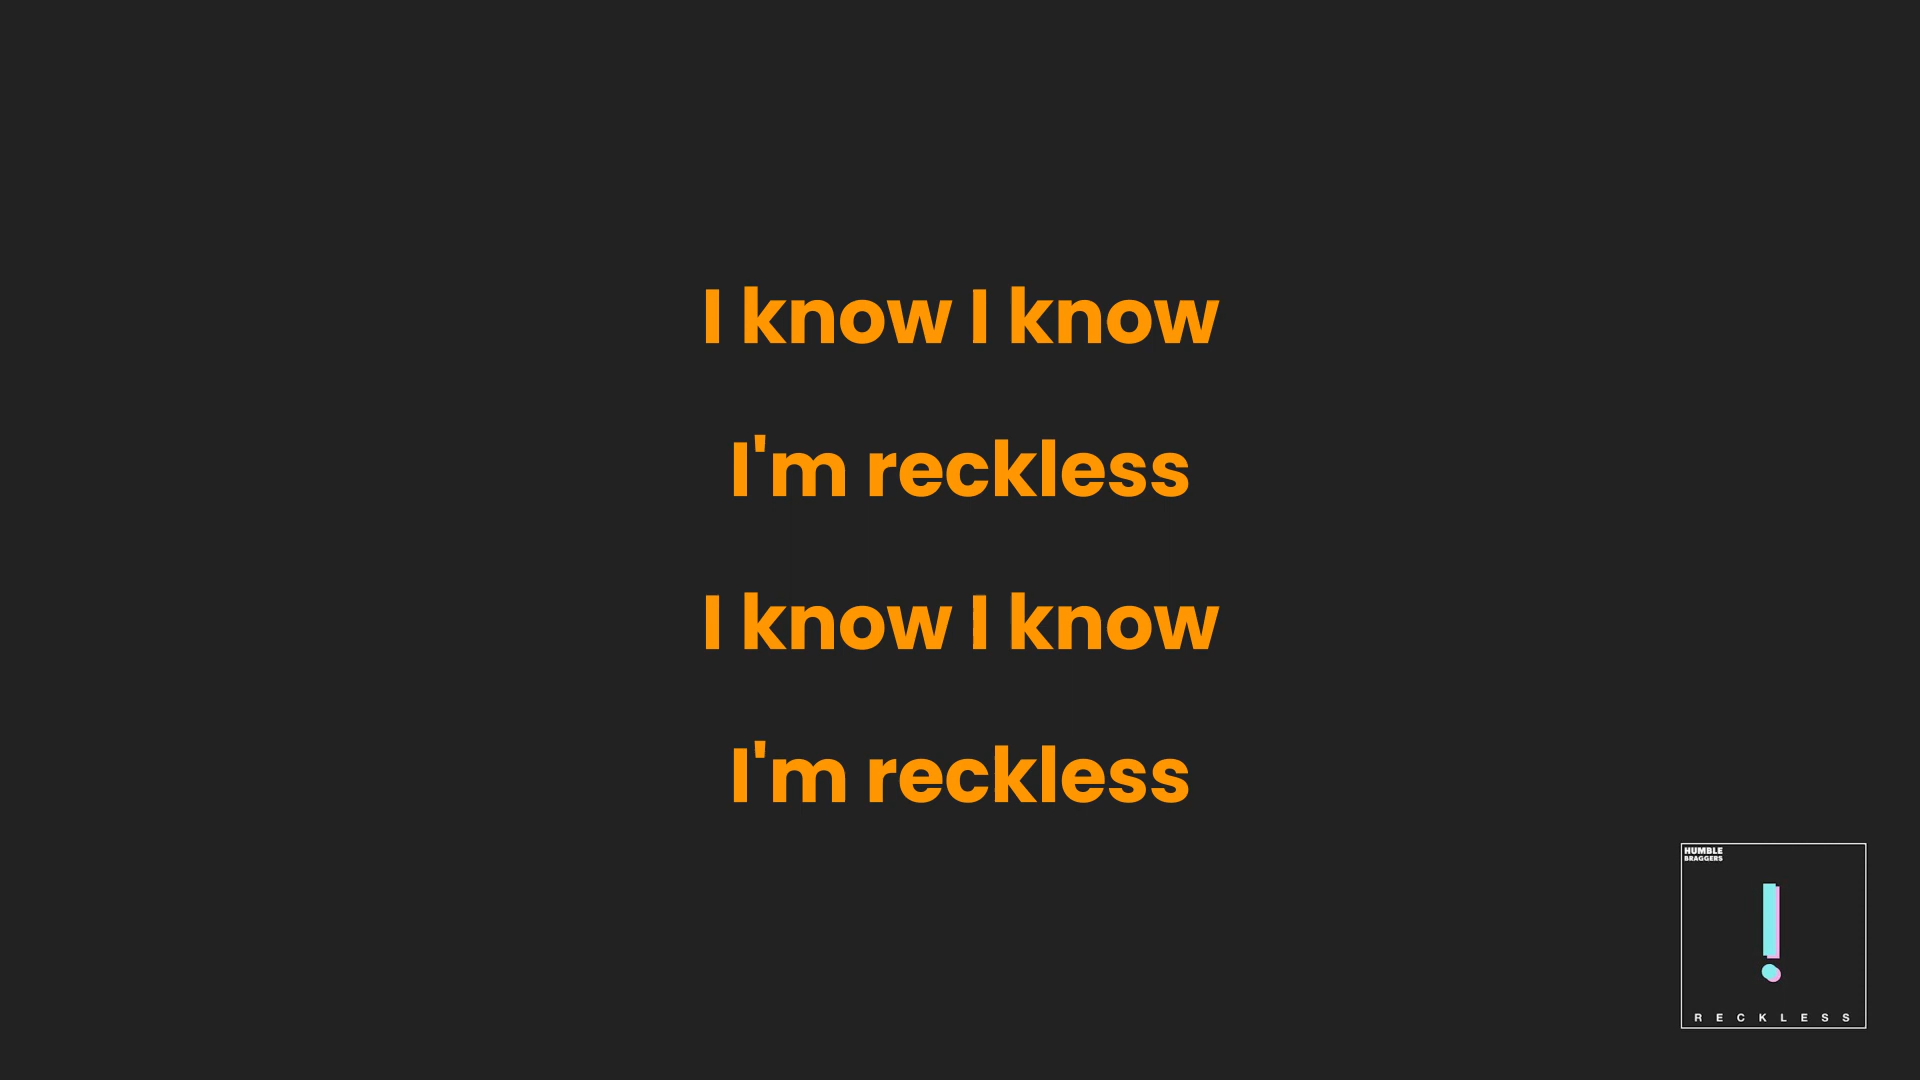 I know I know
I'm reckless
I know I know
I'm reckless
HUMBLE
BRAGGERS
RECKLESS